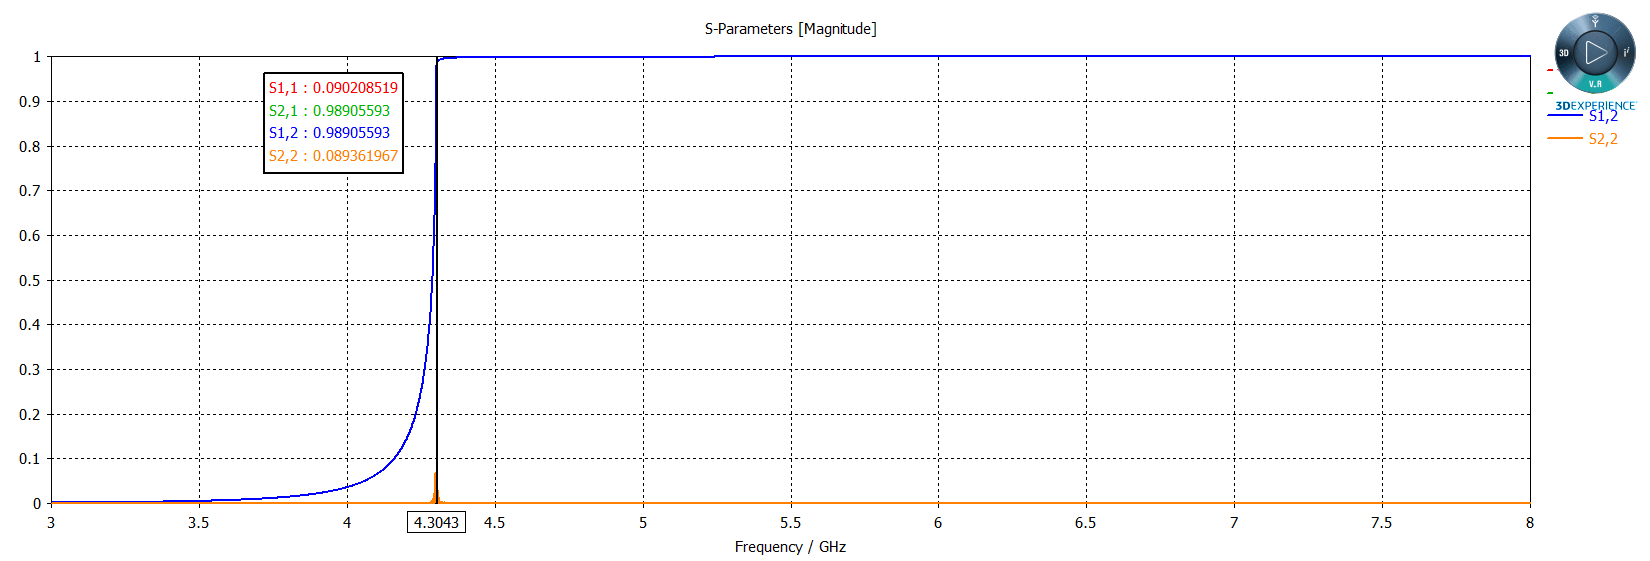 S-Parameters [Magnitude]
1
0.9
0.8
0.7
0.6
0.5
0.4
0.3
0.2
0.1
0
S1,1 : 0.090208519
S2,1 : 0.98905593
S1,2 : 0.98905593
S2,2 : 0.089361967
3D
V,R
3DEXPERIENCE
S1,2
S2,2
3 3.5 4 4.3043 4.5 5 5.5 6 6.5 7 7.5 8
Frequency / GHz